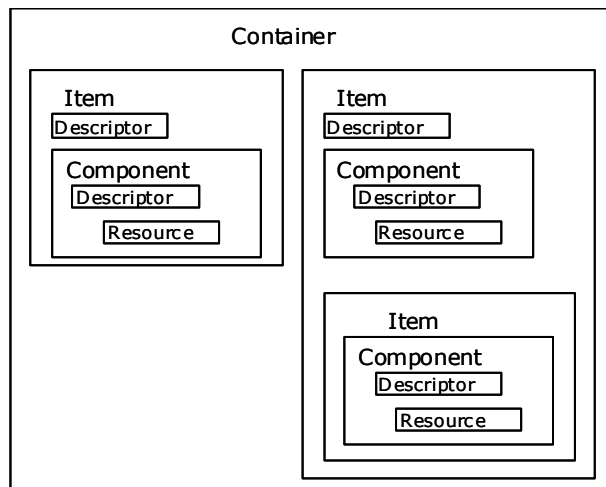 Container
Item
Descriptor
Component
Descriptor
Resource
Item
Descriptor
Component
Descriptor
Resource
Item
Component
Descriptor
Resource